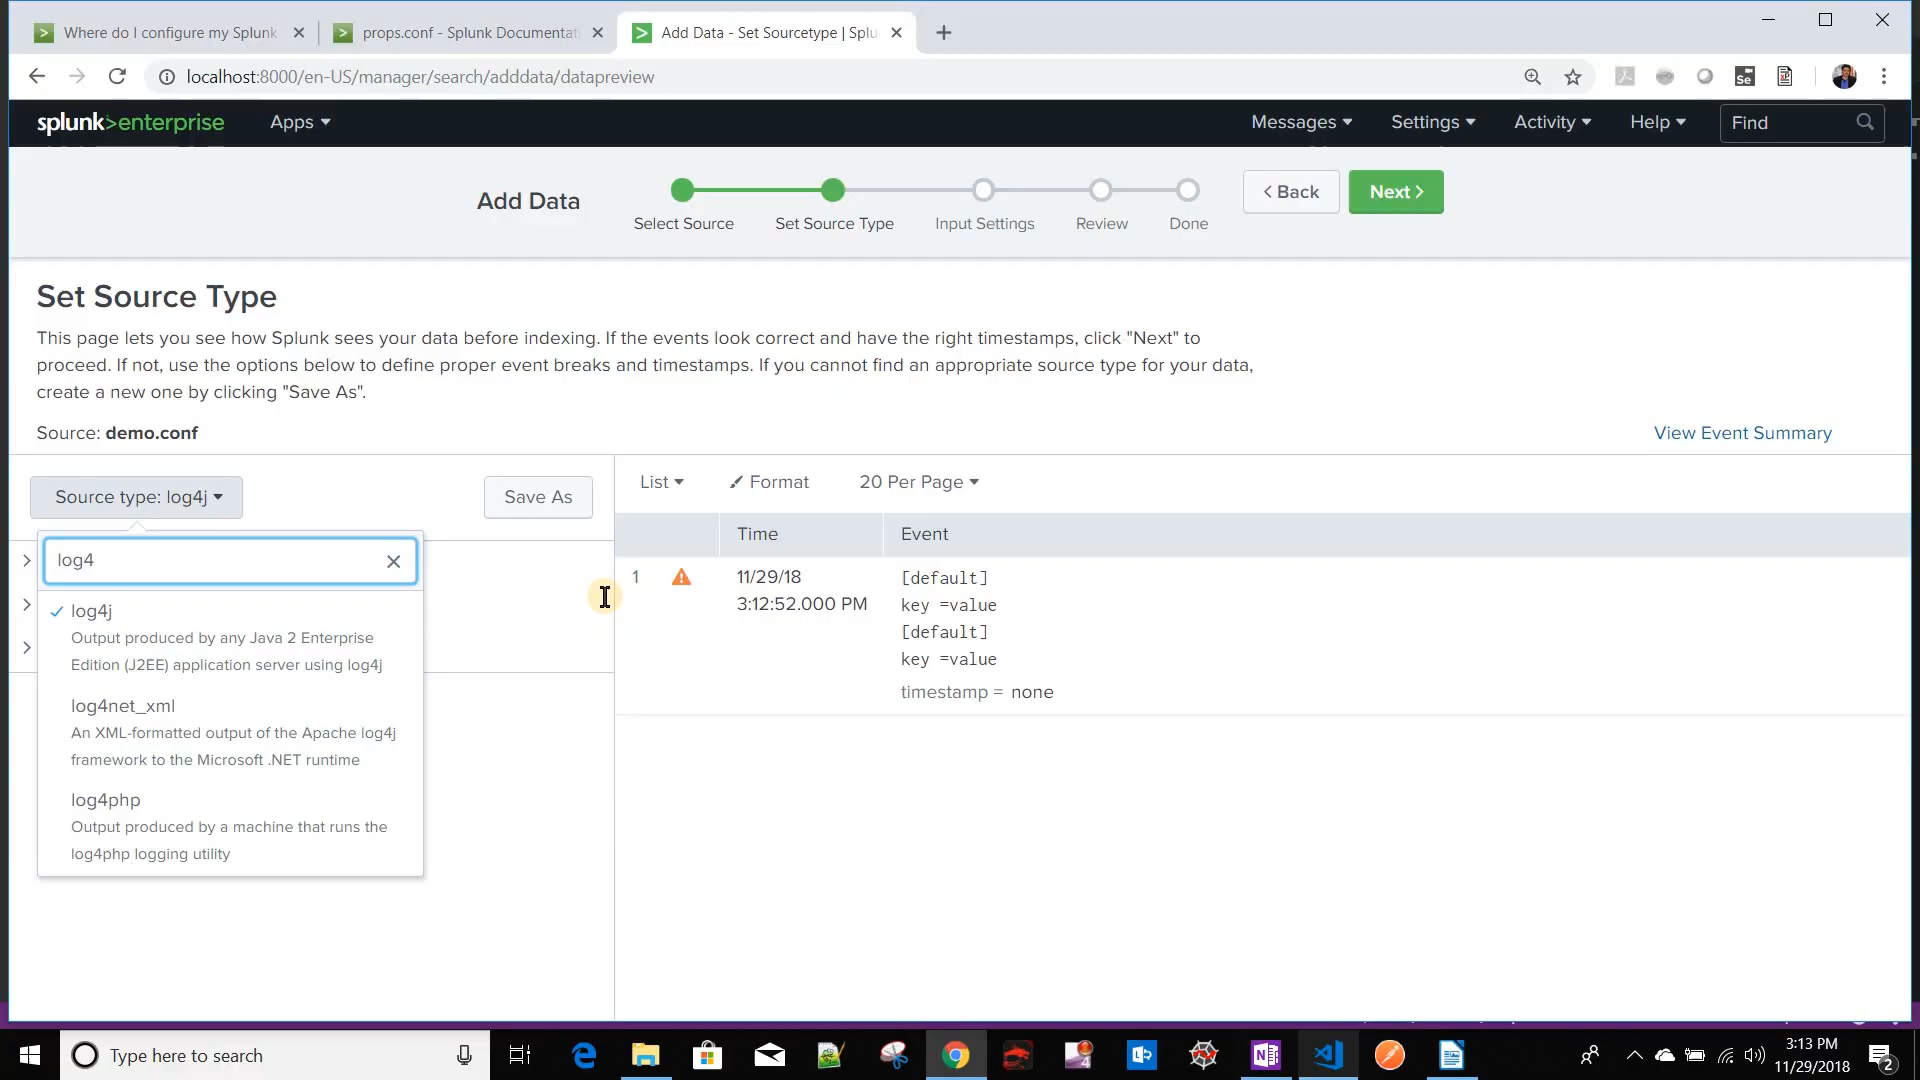 Where do I configure my Splunk
props.conf - Splunk Documentat
Add Data - Set Sourcetype | Splu
localhost:8000/en-US/manager/search/adddata/datapreview
Se
splunk>enterprise
Apps
Messages
Settings
Activity
Help
Find
Add Data
Select Source
Set Source Type
Input Settings
Review
Done
< Back
Next >
Set Source Type
This page lets you see how Splunk sees your data before indexing. If the events look correct and have the right timestamps, click "Next" to
proceed. If not, use the options below to define proper event breaks and timestamps. If you cannot find an appropriate source type for your data,
create a new one by clicking "Save As".
Source: demo.conf
View Event Summary
Source type: log4j
Save As
log4
log4j
Output produced by any Java 2 Enterprise
Edition (J2EE) application server using log4j
log4net_xml
An XML-formatted output of the Apache log4j
framework to the Microsoft .NET runtime
log4php
Output produced by a machine that runs the
log4php logging utility
List
Format
20 Per Page
Time
Event
1
11/29/18
3:12:52.000 PM
[default]
key =value
[default]
key =value
timestamp = none
Type here to search
3:13 PM
11/29/2018
2